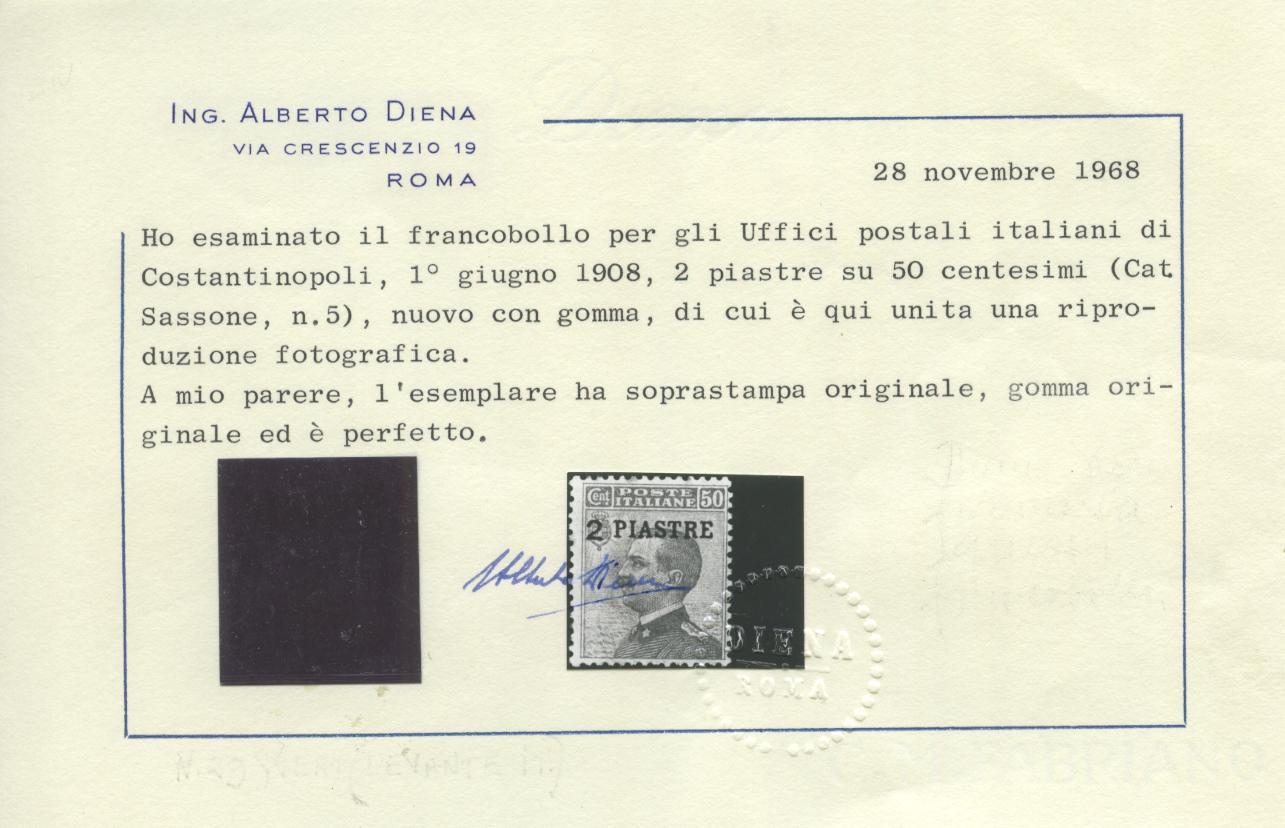 ING. ALBERTO DIENA
VIA CRESCENZIO 19
ROMA
28 novembre 1968
Ho esaminato il francobollo per gli Uffici postali italiani di
Costantinopoli, 1° giugno 1908, 2 piastre su 50 centesimi (Cat.
Sassone, n.5), nuovo con gomma, di cui è qui unita una ripro-
duzione fotografica.
A mio parere, l'esemplare ha soprastampa originale, gomma ori-
ginale ed è perfetto.
Cent. POSTE ITALIANE 50
2 PIASTRE
Alberto Diena
DIENA
ROMA